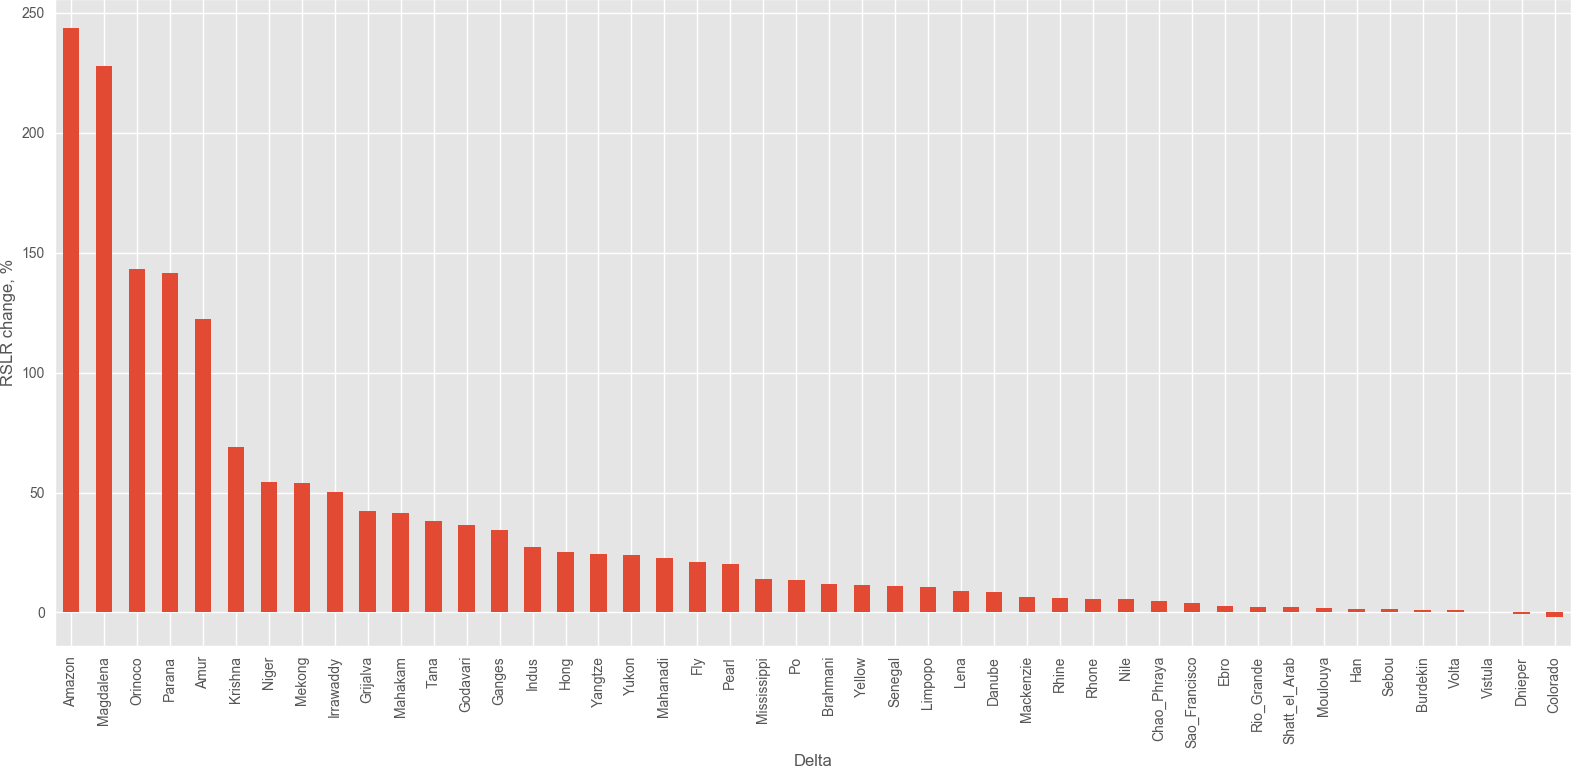 250
200
150
100
50
0
RSLR change, %
Amazon
Magdalena
Orinoco
Parana
Amur
Krishna
Niger
Mekong
Irrawaddy
Grijalva
Mahakam
Tana
Godavari
Ganges
Indus
Hong
Yangtze
Yukon
Mahanadi
Fly
Pearl
Mississippi
Po
Brahmani
Yellow
Senegal
Limpopo
Lena
Danube
Mackenzie
Rhine
Rhone
Nile
Chao_Phraya
Sao_Francisco
Ebro
Rio_Grande
Shatt_el_Arab
Moulouya
Han
Sebou
Burdekin
Volta
Vistula
Dnieper
Colorado
Delta